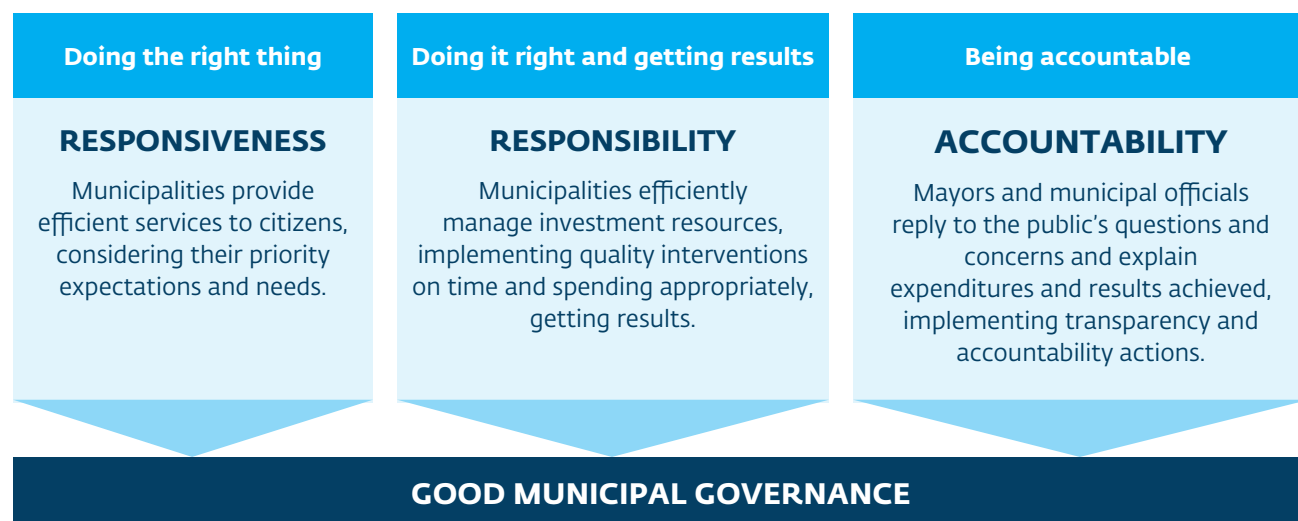 Doing the right thing
RESPONSIVENESS
Municipalities provide
efficient services to citizens,
considering their priority
expectations and needs.
Doing it right and getting results
RESPONSIBILITY
Municipalities efficiently
manage investment resources,
implementing quality interventions
on time and spending appropriately,
getting results.
Being accountable
ACCOUNTABILITY
Mayors and municipal officials
reply to the public’s questions and
concerns and explain
expenditures and results achieved,
implementing transparency and
accountability actions.
GOOD MUNICIPAL GOVERNANCE